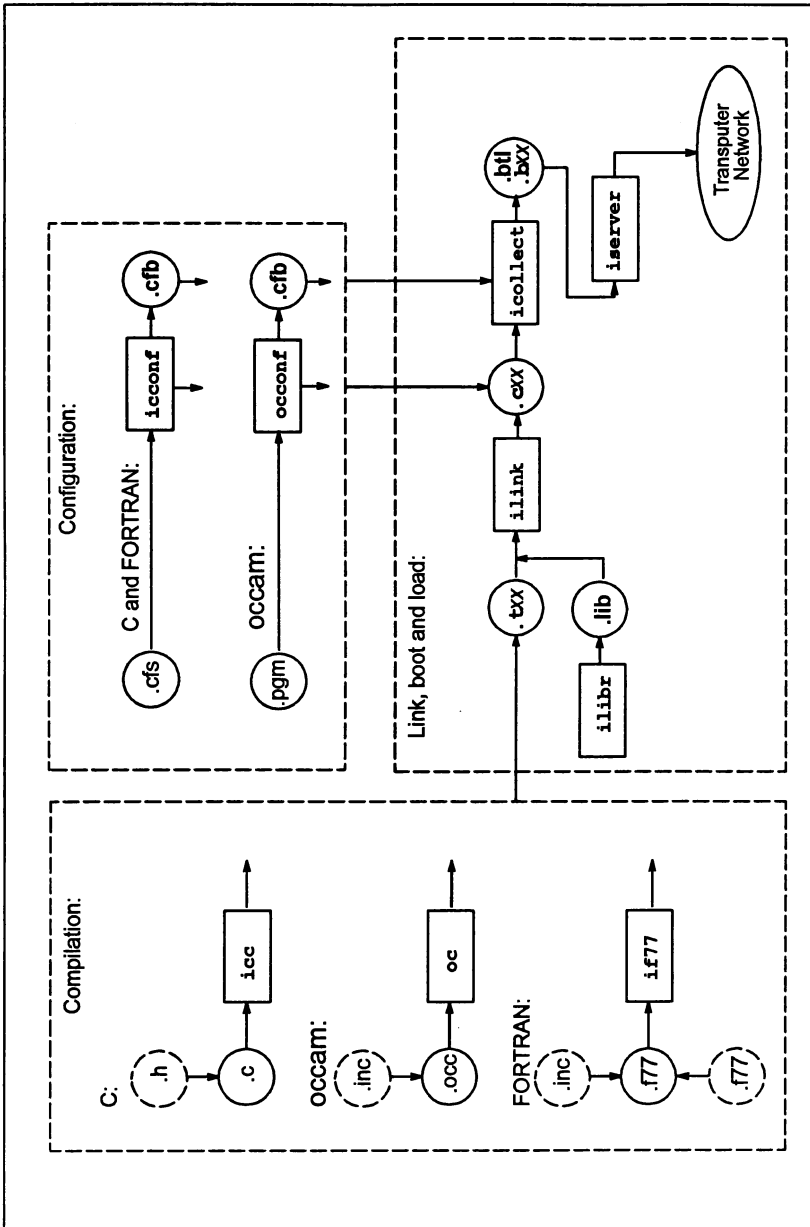 Compilation:
C:
.h
.c
icc
occam:
.inc
.occ
oc
FORTRAN:
.inc
.f77
.f77
if77
Configuration:
C and FORTRAN:
.cfs
icconf
.cfb
occam:
.pgm
occonf
.cfb
Link, boot and load:
.txx
ilink
.cxx
icollect
.btl
.bxx
ilibr
.lib
iserver
Transputer
Network